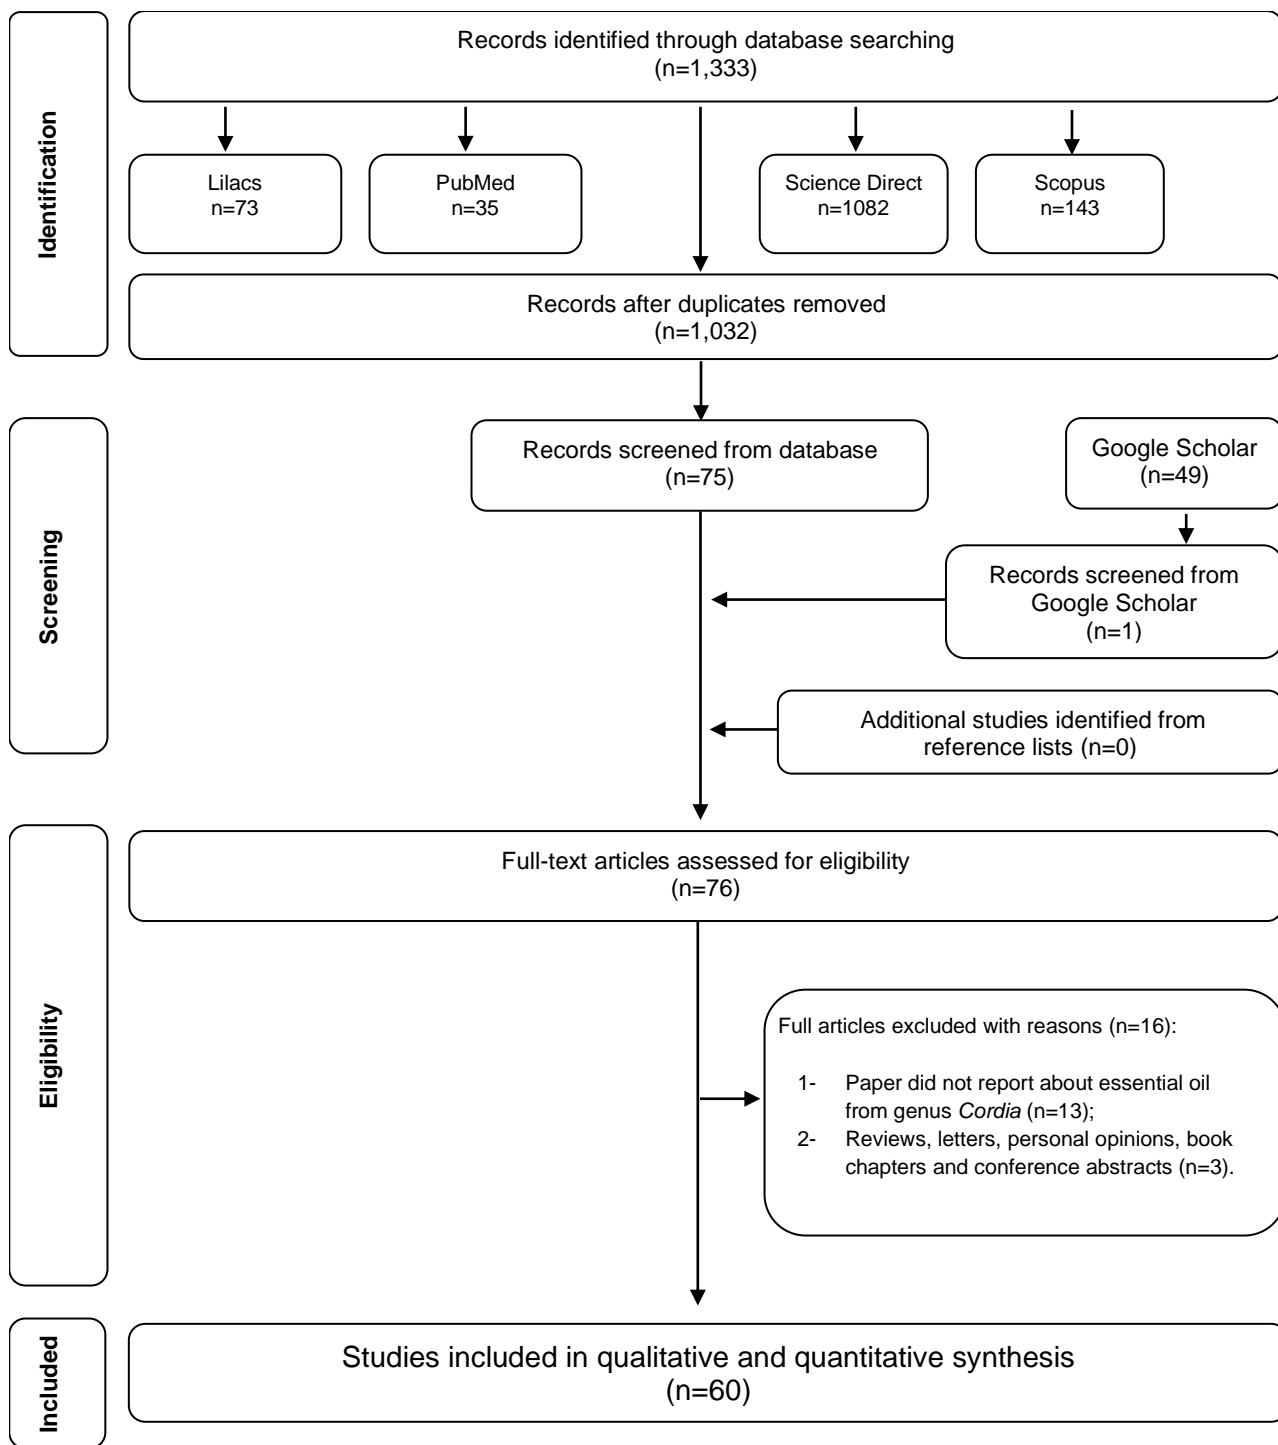 Identification
Records identified through database searching
(n=1,333)
Lilacs
n=73
PubMed
n=35
Science Direct
n=1082
Scopus
n=143
Records after duplicates removed
(n=1,032)
Screening
Records screened from database
(n=75)
Google Scholar
(n=49)
Records screened from
Google Scholar
(n=1)
Additional studies identified from
reference lists (n=0)
Eligibility
Full-text articles assessed for eligibility
(n=76)
Full articles excluded with reasons (n=16):
1- Paper did not report about essential oil
from genus Cordia (n=13);
2- Reviews, letters, personal opinions, book
chapters and conference abstracts (n=3).
Included
Studies included in qualitative and quantitative synthesis
(n=60)